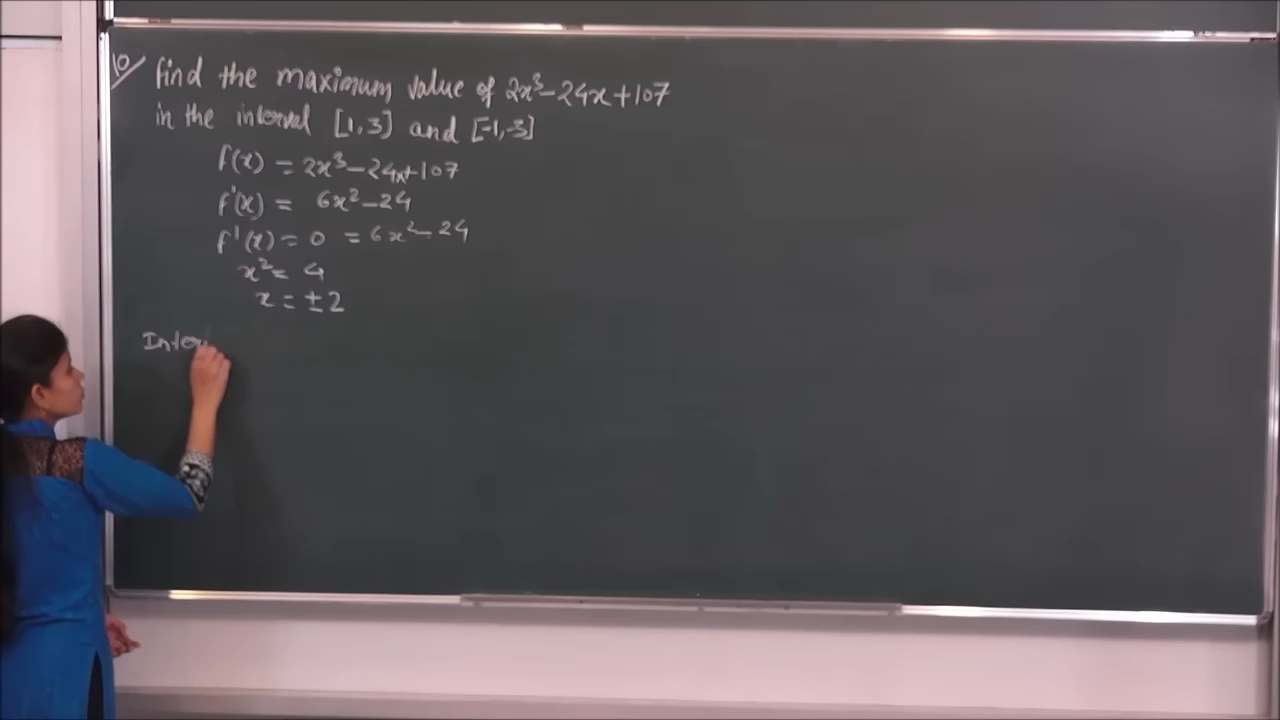 10/ find the maximum value of 2x³-24x+107
in the interval [1,3] and [-1,-3]
f(x) = 2x³-24x+107
f'(x) = 6x²-24
f'(x) = 0 = 6x²-24
x² = 4
x = ±2
Inter